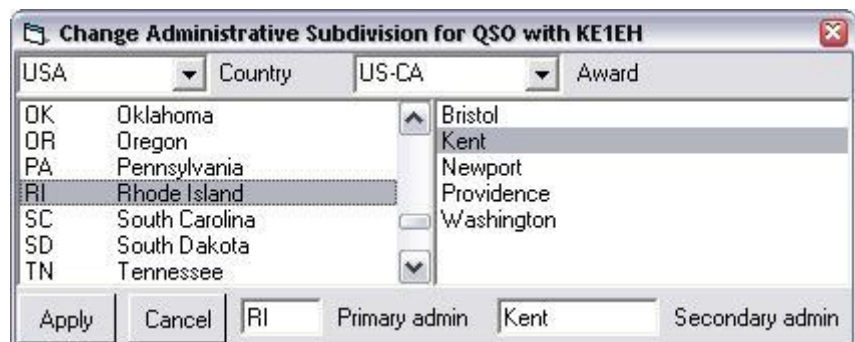 Change Administrative Subdivision for QSO with KE1EH
USA Country US-CA Award
OK Oklahoma
OR Oregon
PA Pennsylvania
RI Rhode Island
SC South Carolina
SD South Dakota
TN Tennessee
Bristol
Kent
Newport
Providence
Washington
Apply Cancel RI Primary admin Kent Secondary admin